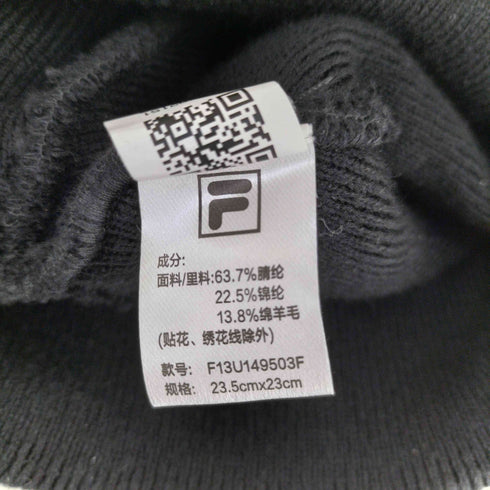 F
成分:
面料/里料:63.7%腈纶
22.5%锦纶
13.8%绵羊毛
(贴花、绣花线除外)
款号: F13U149503F
规格: 23.5cmx23cm